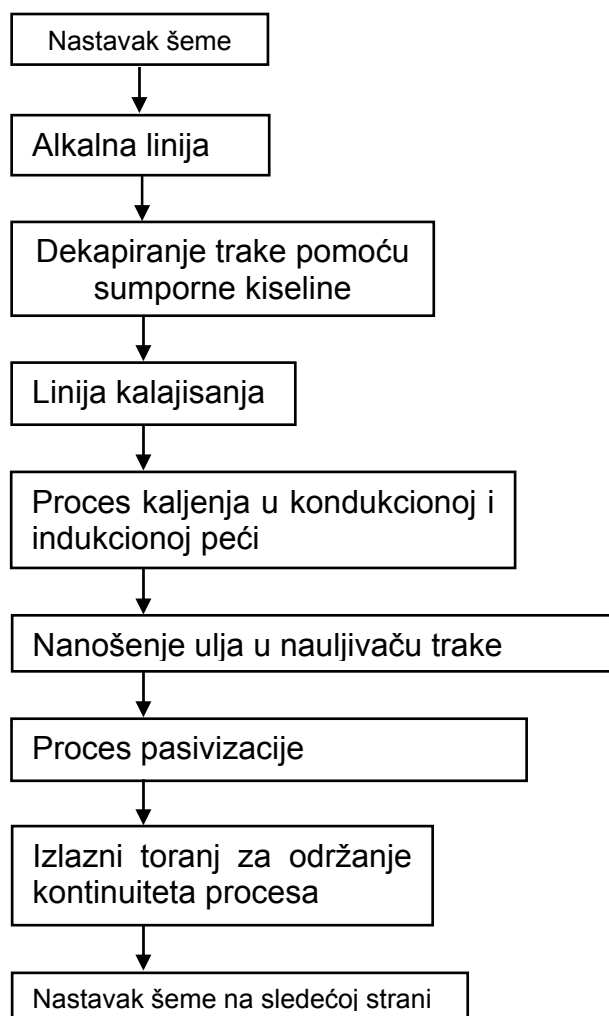 Nastavak šeme
Alkalna linija
Dekapiranje trake pomoću
sumporne kiseline
Linija kalajisanja
Proces kaljenja u kondukcionoj i
indukcionoj peći
Nanošenje ulja u nauljivaču trake
Proces pasivizacije
Izlazni toranj za održanje
kontinuiteta procesa
Nastavak šeme na sledećoj strani